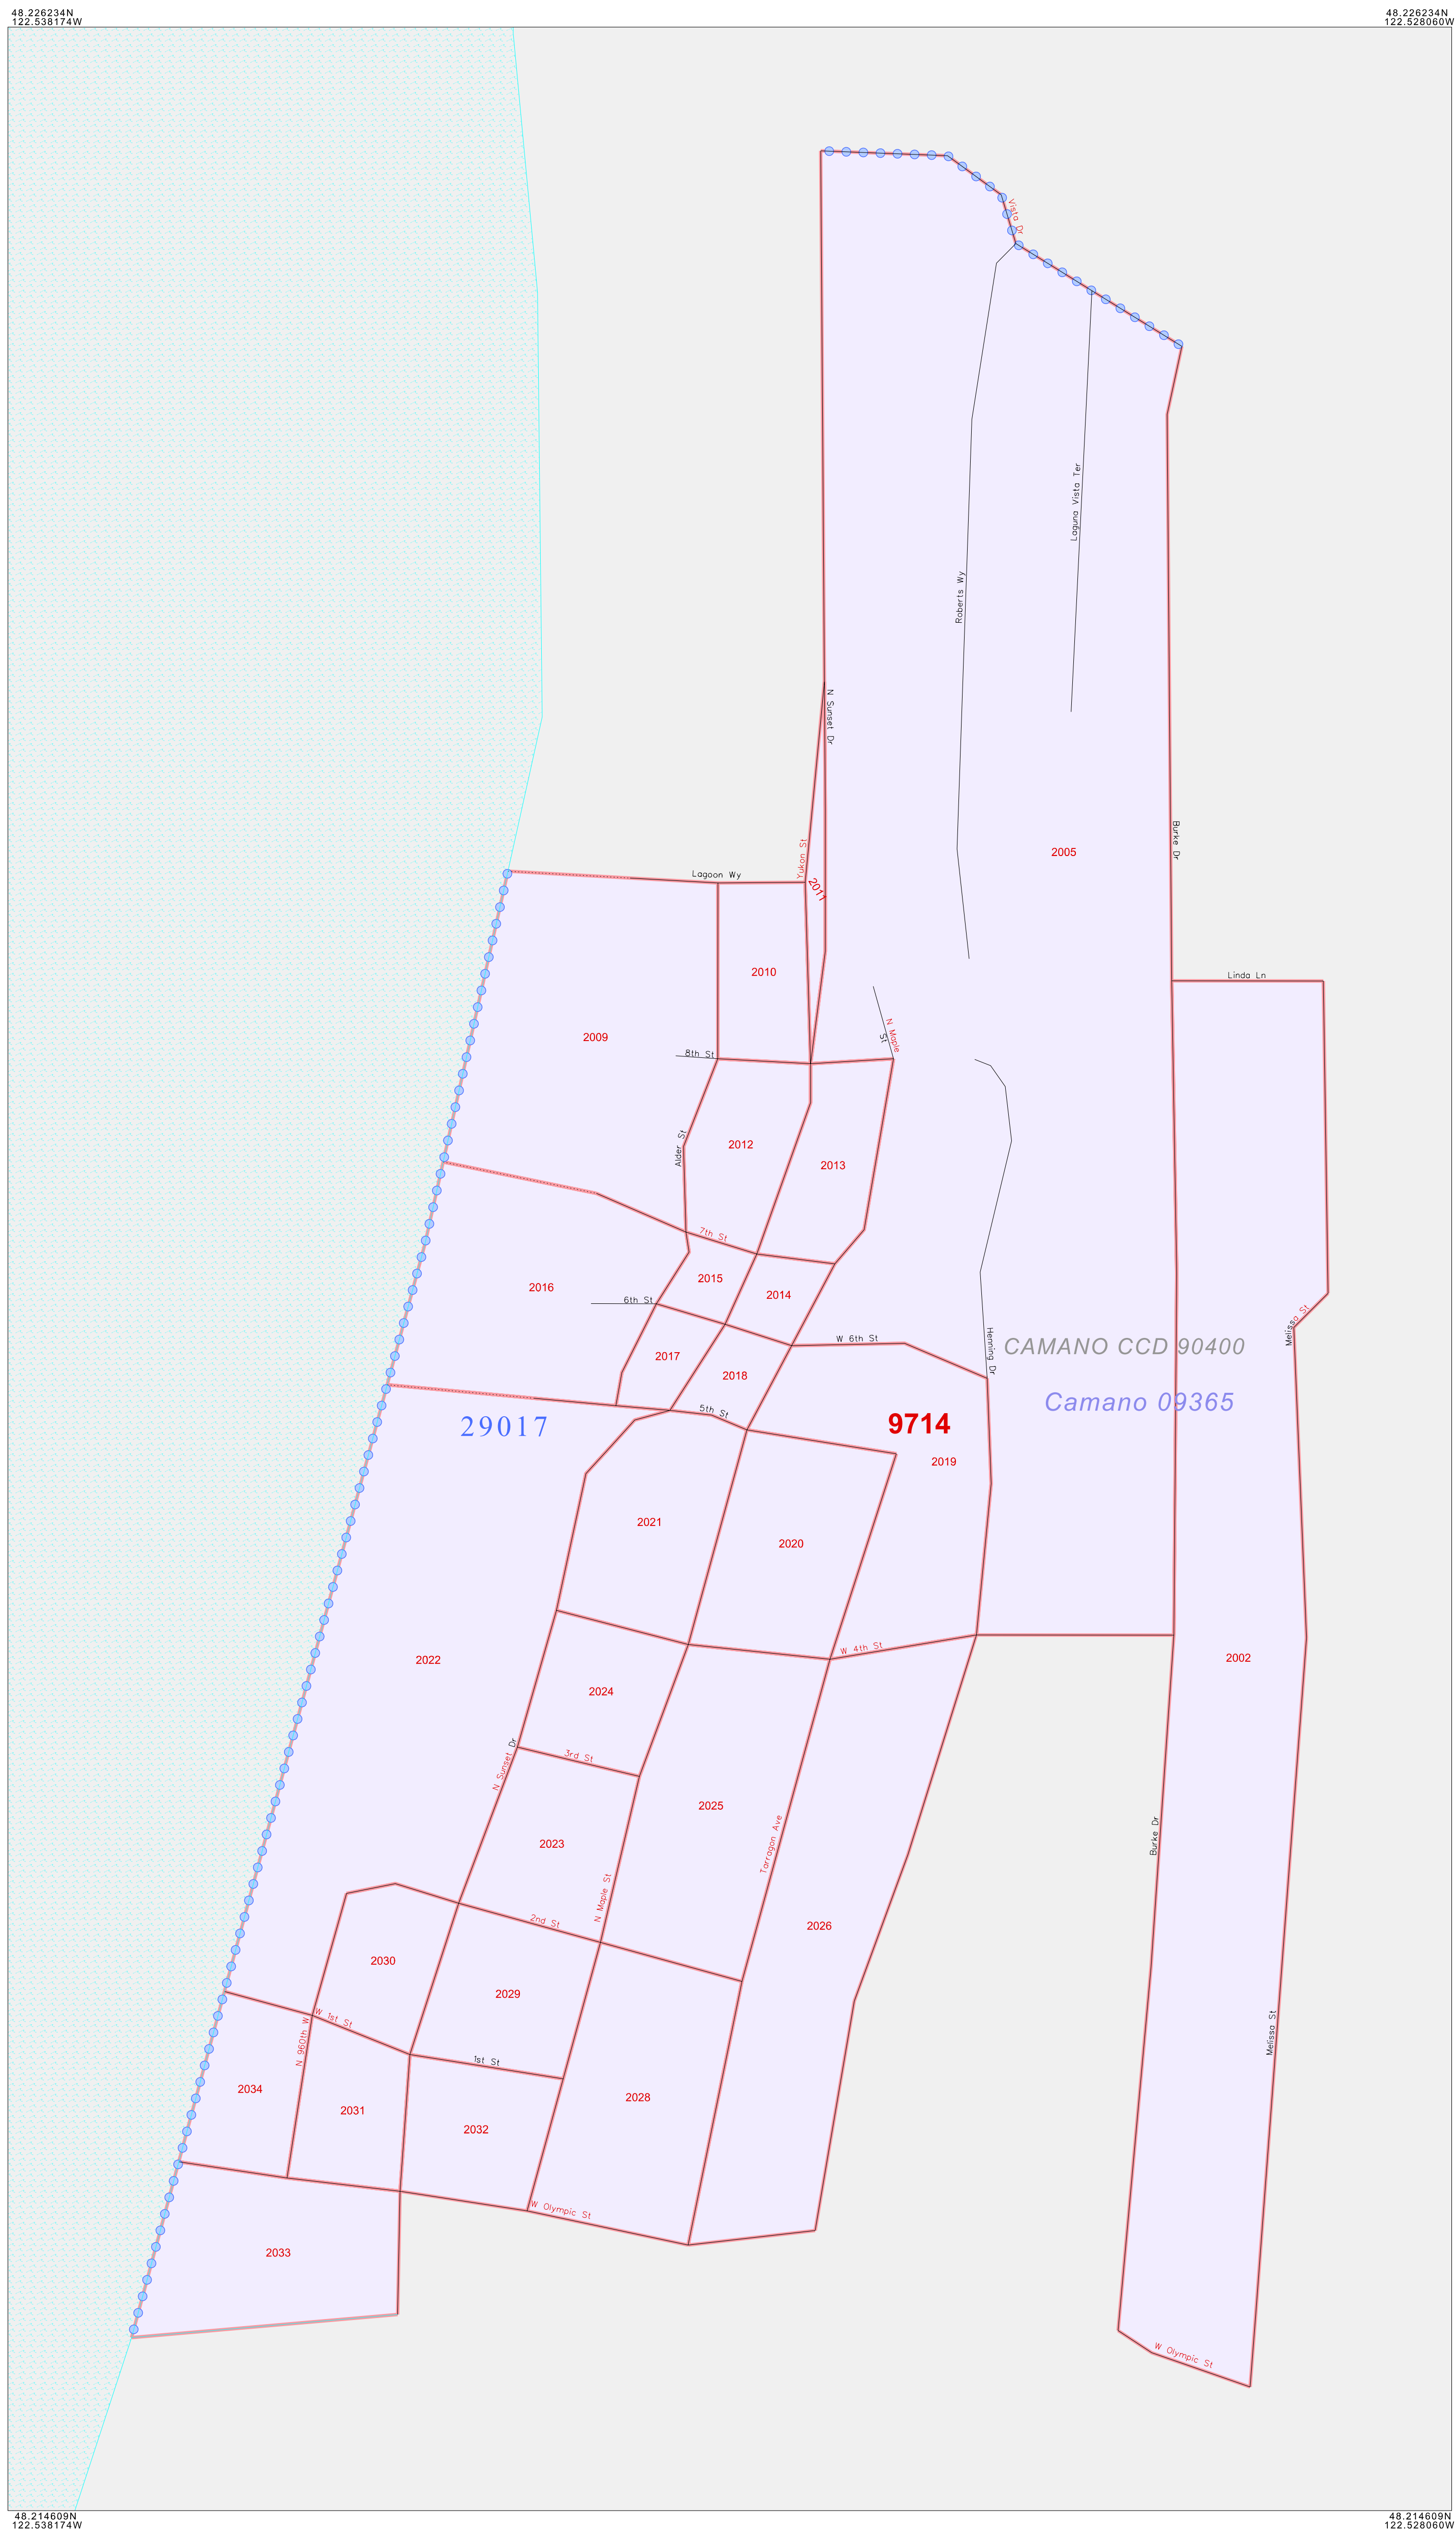 48.226234N
122.538174W
48.226234N
122.528060W
Vista Dr
Laguna Vista Ter
Roberts Wy
N Sunset Dr
Burke Dr
Yukon St
2005
Lagoon Wy
2011
2010
Linda Ln
2009
N Maple
St
8th St
Alder St
2012
2013
7th St
2015
2016
2014
6th St
Melissa St
W 6th St
Henning Dr
CAMANO CCD 90400
2017
2018
Camano 09365
5th St
29017
9714
2019
2021
2020
W 4th St
2022
2002
2024
N Sunset Dr
3rd St
2025
Tarragon Ave
Burke Dr
2023
N Maple St
2nd St
2026
2030
2029
W 1st St
N 960th W
Melissa St
1st St
2034
2028
2031
2032
W Olympic St
2033
W Olympic St
48.214609N
122.538174W
48.214609N
122.528060W